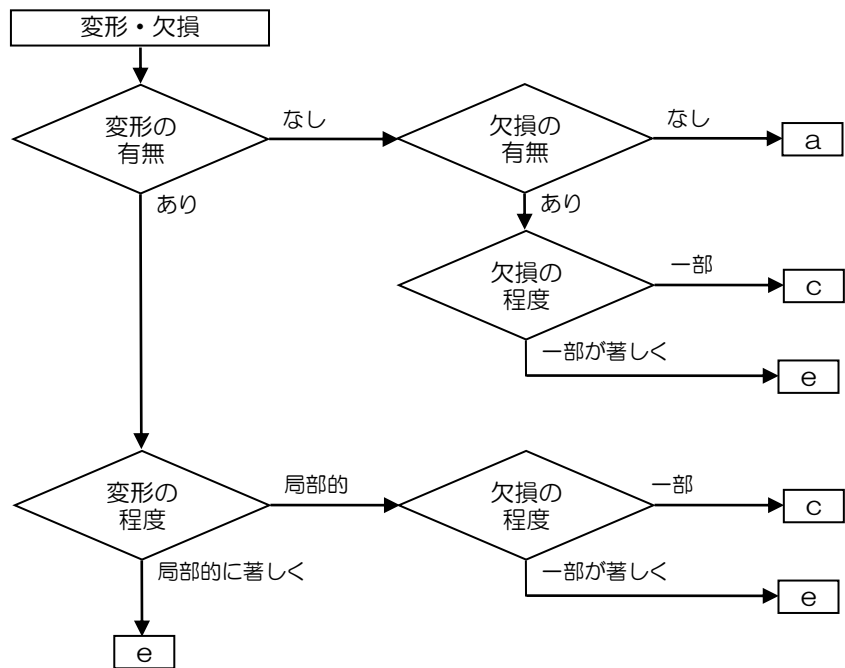 変形・欠損
変形の
有無
なし
欠損の
有無
なし
a
あり
あり
欠損の
程度
一部
c
一部が著しく
e
変形の
程度
局部的
欠損の
程度
一部
c
局部的に著しく
一部が著しく
e
e